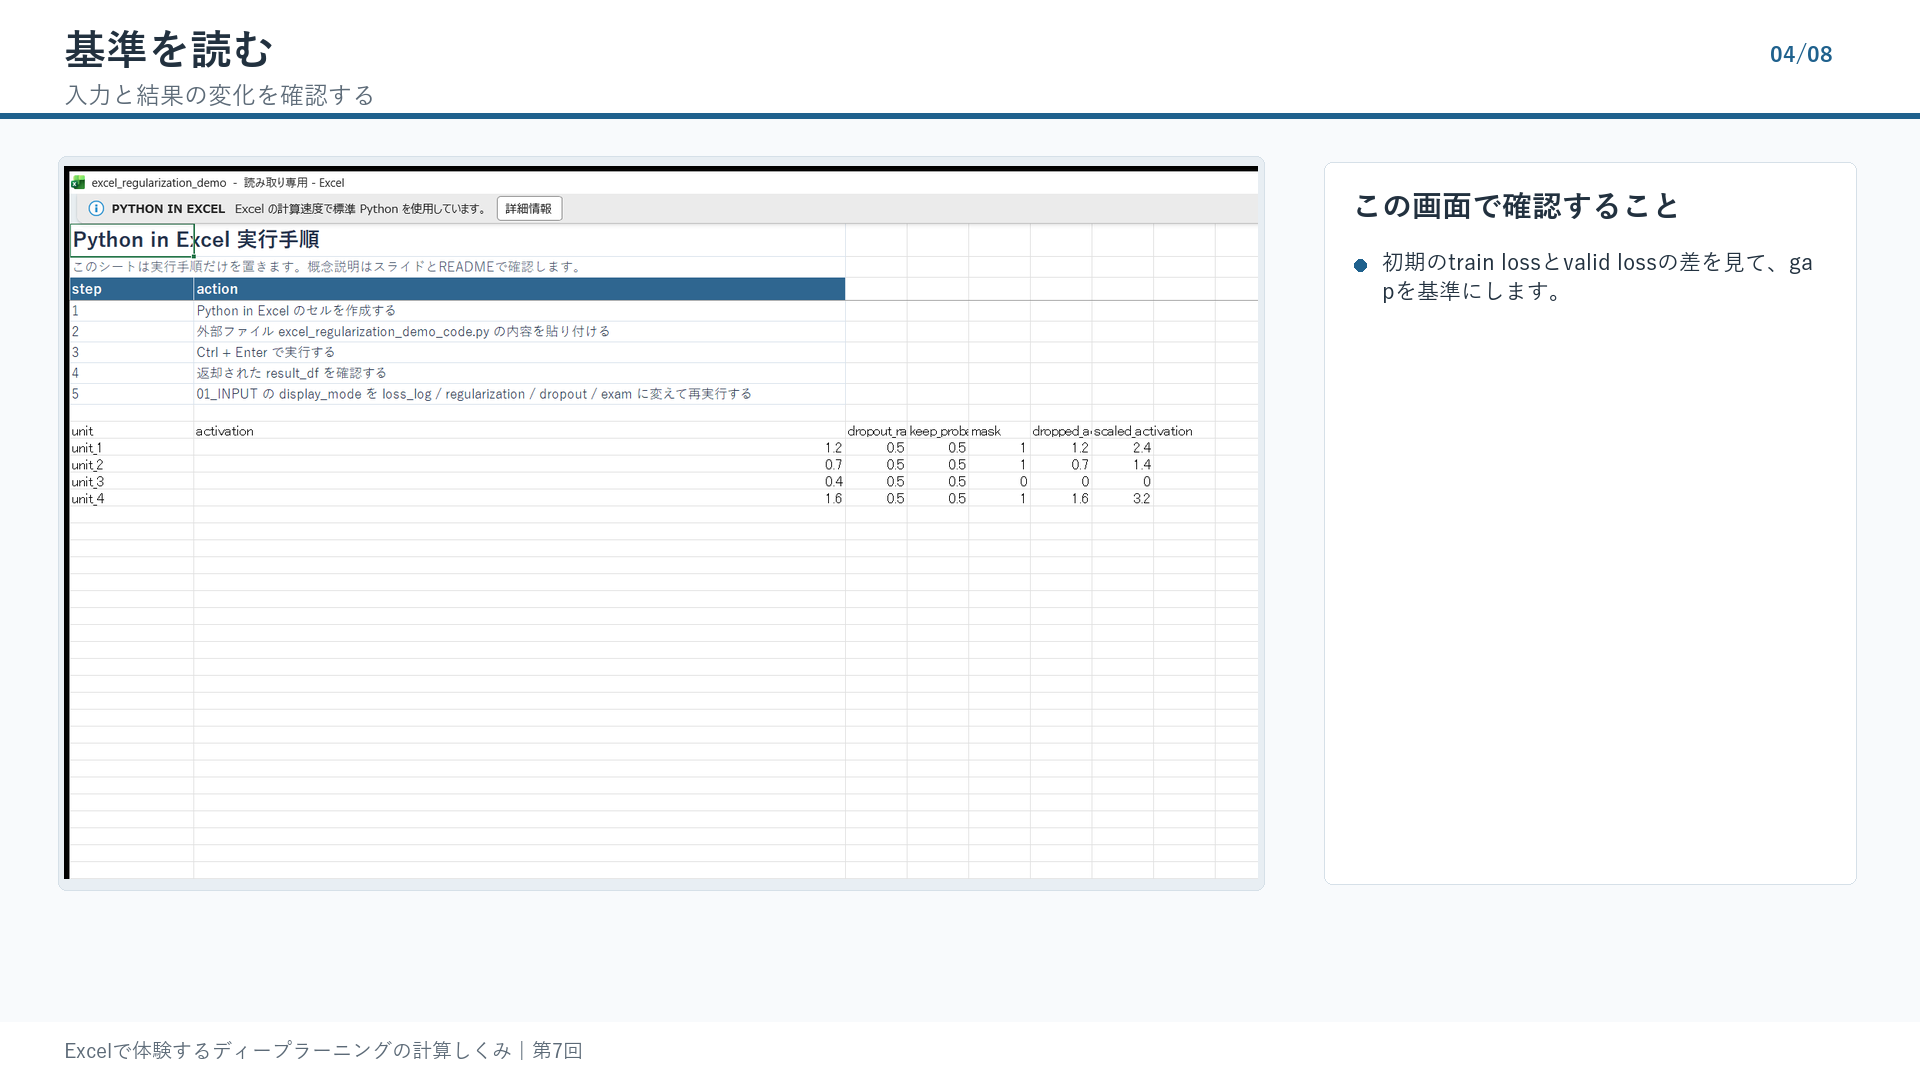 基準を読む
04/08
入力と結果の変化を確認する
excel_regularization_demo - 読み取り専用 - Excel
PYTHON IN EXCEL Excel の計算速度で標準 Python を使用しています。 詳細情報
Python in Excel 実行手順
このシートは実行手順だけを置きます。概念説明はスライドとREADMEで確認します。
step action
1 Python in Excel のセルを作成する
2 外部ファイル excel_regularization_demo_code.py の内容を貼り付ける
3 Ctrl + Enter で実行する
4 返却された result_df を確認する
5 01_INPUT の display_mode を loss_log / regularization / dropout / exam に変えて再実行する
unit activation dropout_ra keep_probe mask dropped_a scaled_activation
unit_1 1.2 0.5 0.5 1 1.2 2.4
unit_2 0.7 0.5 0.5 1 0.7 1.4
unit_3 0.4 0.5 0.5 0 0 0
unit_4 1.6 0.5 0.5 1 1.6 3.2
この画面で確認すること
初期のtrain lossとvalid lossの差を見て、ga
pを基準にします。
Excelで体験するディープラーニングの計算しくみ｜第7回